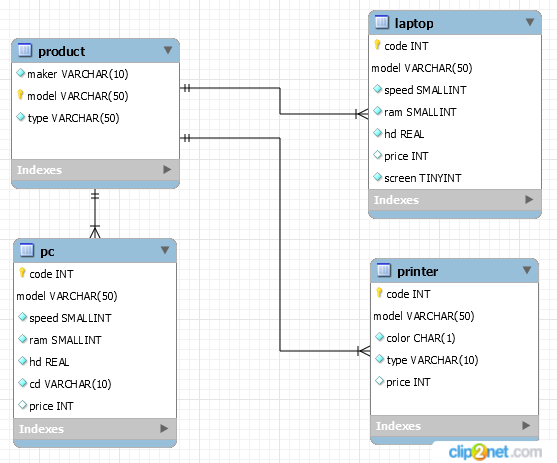 product
maker VARCHAR(10)
model VARCHAR(50)
type VARCHAR(50)
Indexes
laptop
code INT
model VARCHAR(50)
speed SMALLINT
ram SMALLINT
hd REAL
price INT
screen TINYINT
Indexes
pc
code INT
model VARCHAR(50)
speed SMALLINT
ram SMALLINT
hd REAL
cd VARCHAR(10)
price INT
Indexes
printer
code INT
model VARCHAR(50)
color CHAR(1)
type VARCHAR(10)
price INT
Indexes
clip2net.com